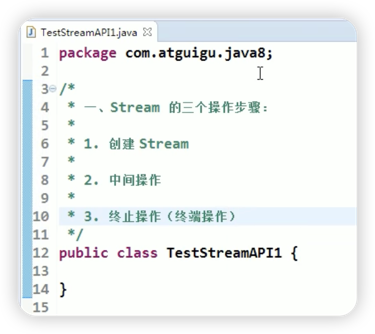 TestStreamAPI1.java
1 package com.atguigu.java8;
2
3 /*
4 * 一、Stream 的三个操作步骤：
5 *
6 * 1. 创建 Stream
7 *
8 * 2. 中间操作
9 *
10 * 3. 终止操作（终端操作）
11 */
12 public class TestStreamAPI1 {
13
14 }
15